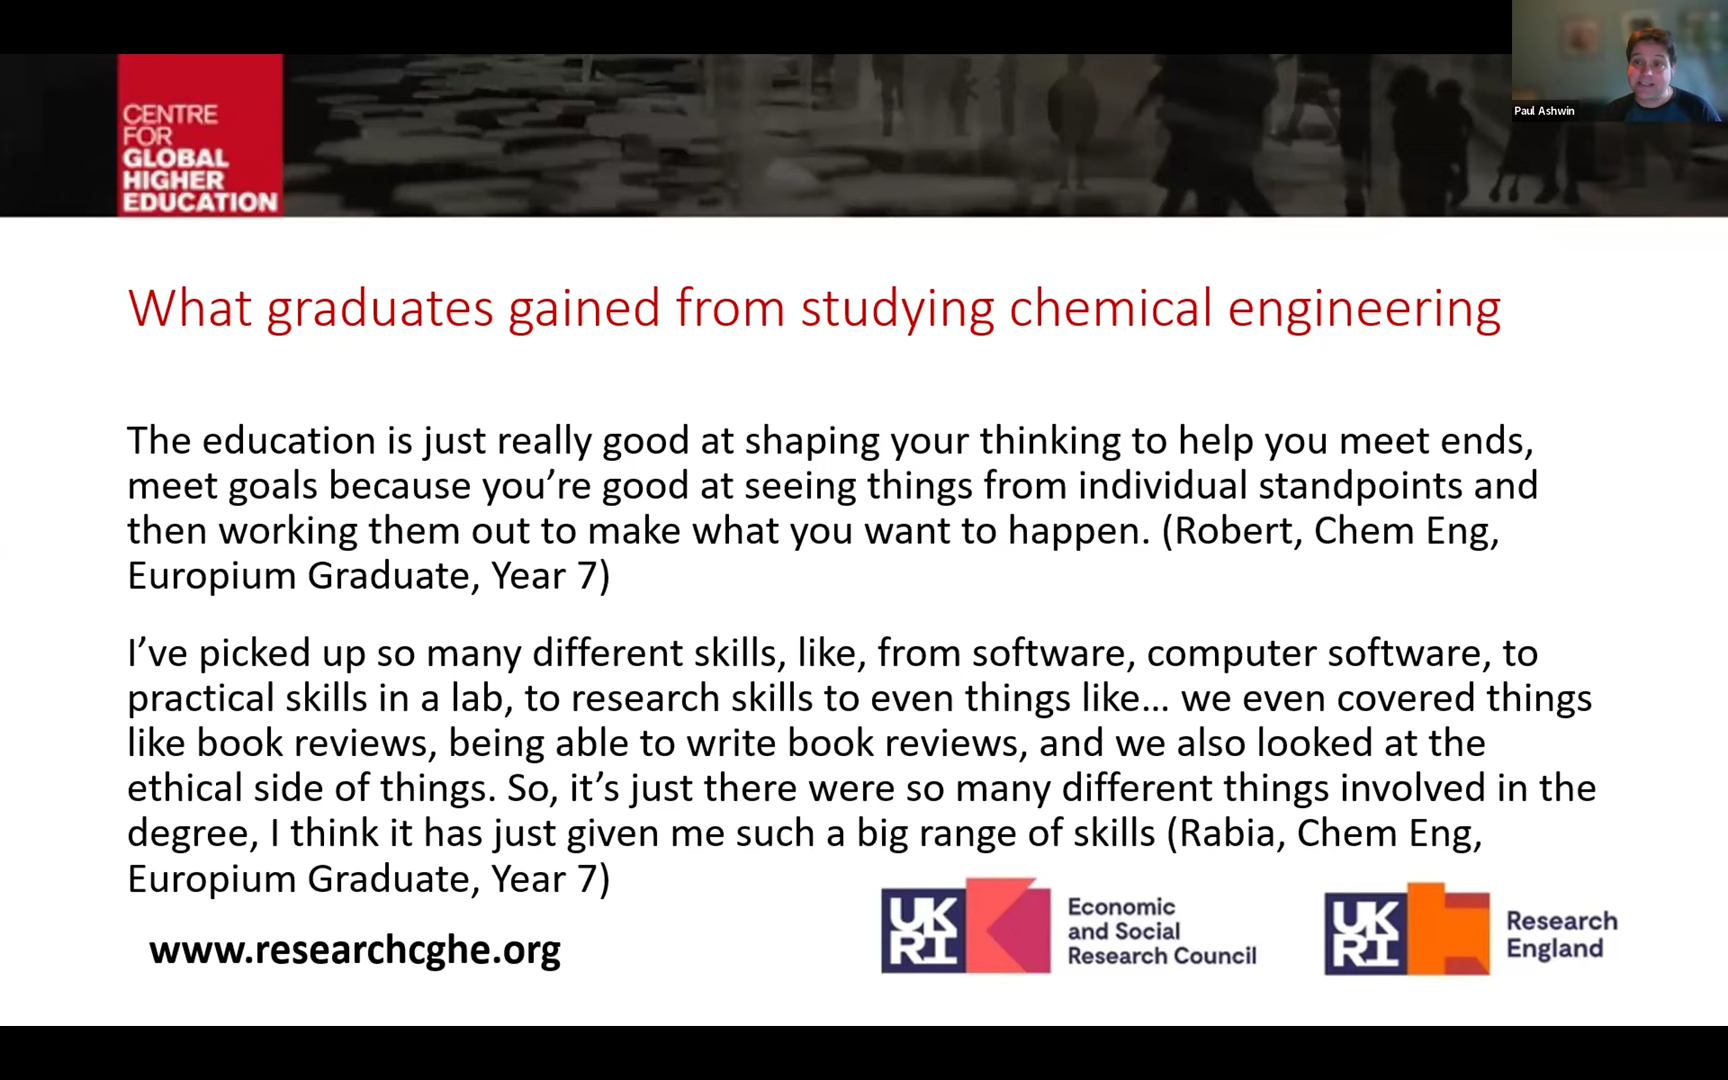 Paul Ashwin
CENTRE
FOR
GLOBAL
HIGHER
EDUCATION
What graduates gained from studying chemical engineering
The education is just really good at shaping your thinking to help you meet ends,
meet goals because you’re good at seeing things from individual standpoints and
then working them out to make what you want to happen. (Robert, Chem Eng,
Europium Graduate, Year 7)
I’ve picked up so many different skills, like, from software, computer software, to
practical skills in a lab, to research skills to even things like... we even covered things
like book reviews, being able to write book reviews, and we also looked at the
ethical side of things. So, it’s just there were so many different things involved in the
degree, I think it has just given me such a big range of skills (Rabia, Chem Eng,
Europium Graduate, Year 7)
www.researchcghe.org
UK
RI
Economic
and Social
Research Council
UK
RI
Research
England